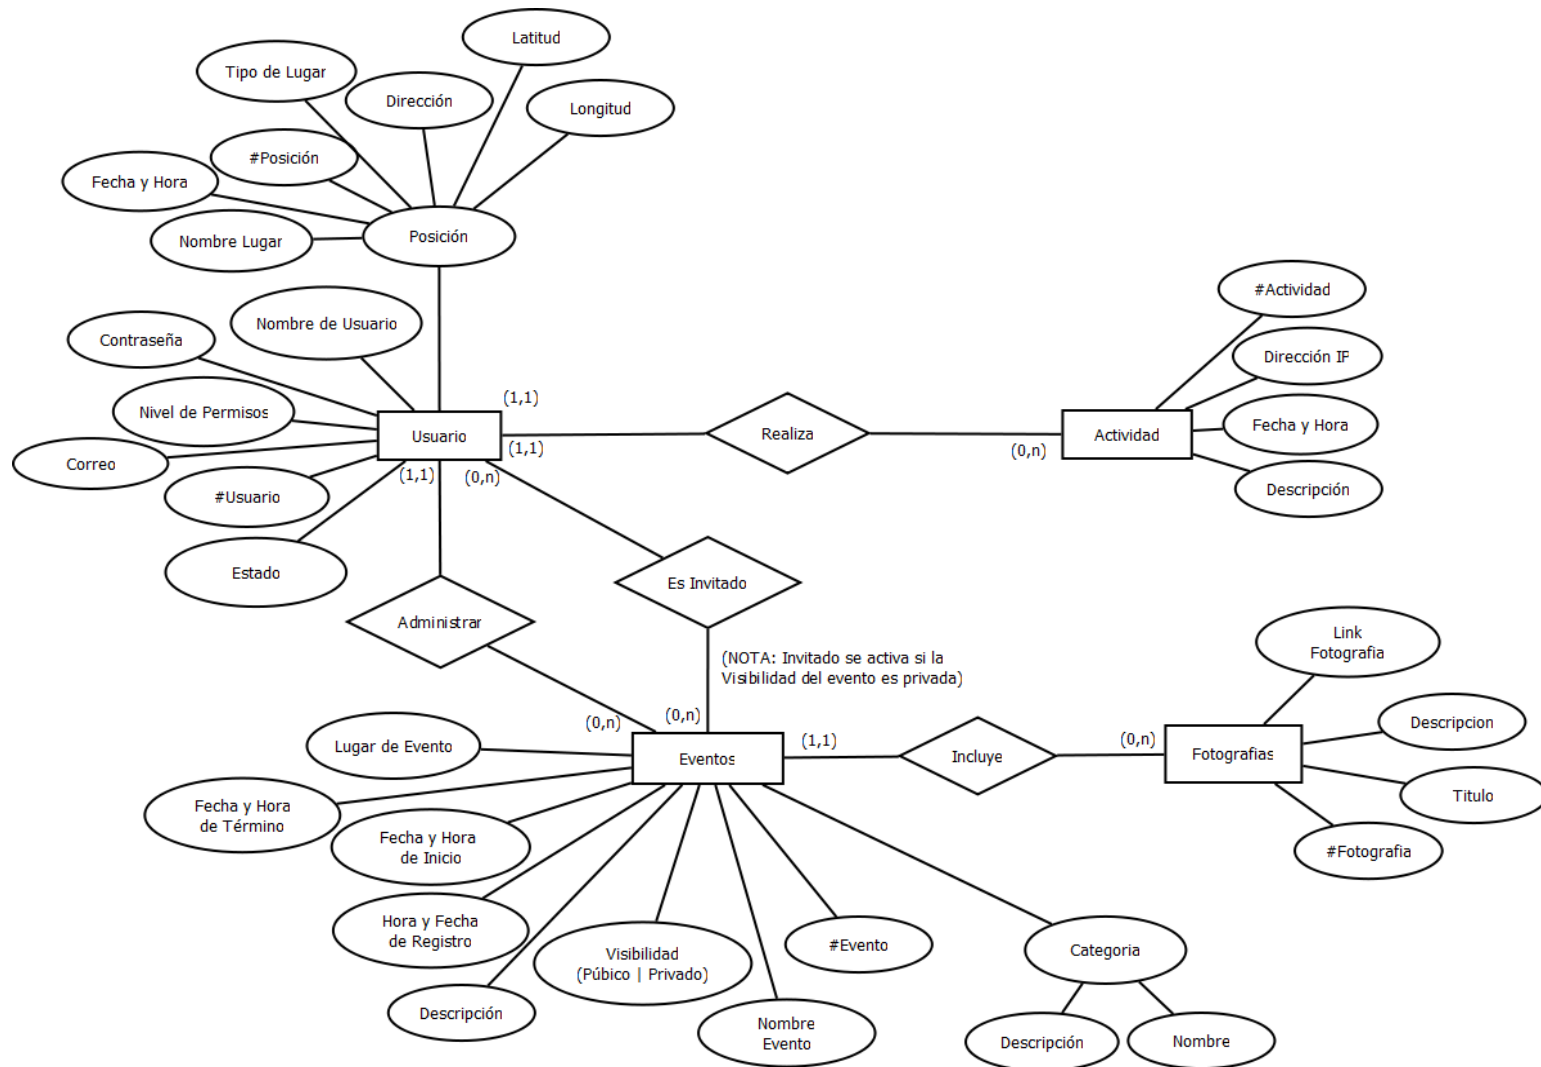 Latitud
Tipo de Lugar
Dirección
Longitud
#Posición
Fecha y Hora
Nombre Lugar
Posición
#Actividad
Nombre de Usuario
Contraseña
Dirección IP
(1,1)
Nivel de Permisos
Usuario
Realiza
Actividad
Fecha y Hora
(1,1)
(0,n)
Correo
(1,1)
(0,n)
#Usuario
Descripción
Estado
Es Invitado
Administrar
Link
Fotografia
(NOTA: Invitado se activa si la
Visibilidad del evento es privada)
(0,n)
(0,n)
(1,1)
(0,n)
Descripcion
Lugar de Evento
Eventos
Incluye
Fotografias
Titulo
Fecha y Hora
de Término
Fecha y Hora
de Inicio
#Fotografia
Hora y Fecha
de Registro
Visibilidad
(Púbico | Privado)
#Evento
Categoria
Descripción
Nombre
Evento
Descripción
Nombre